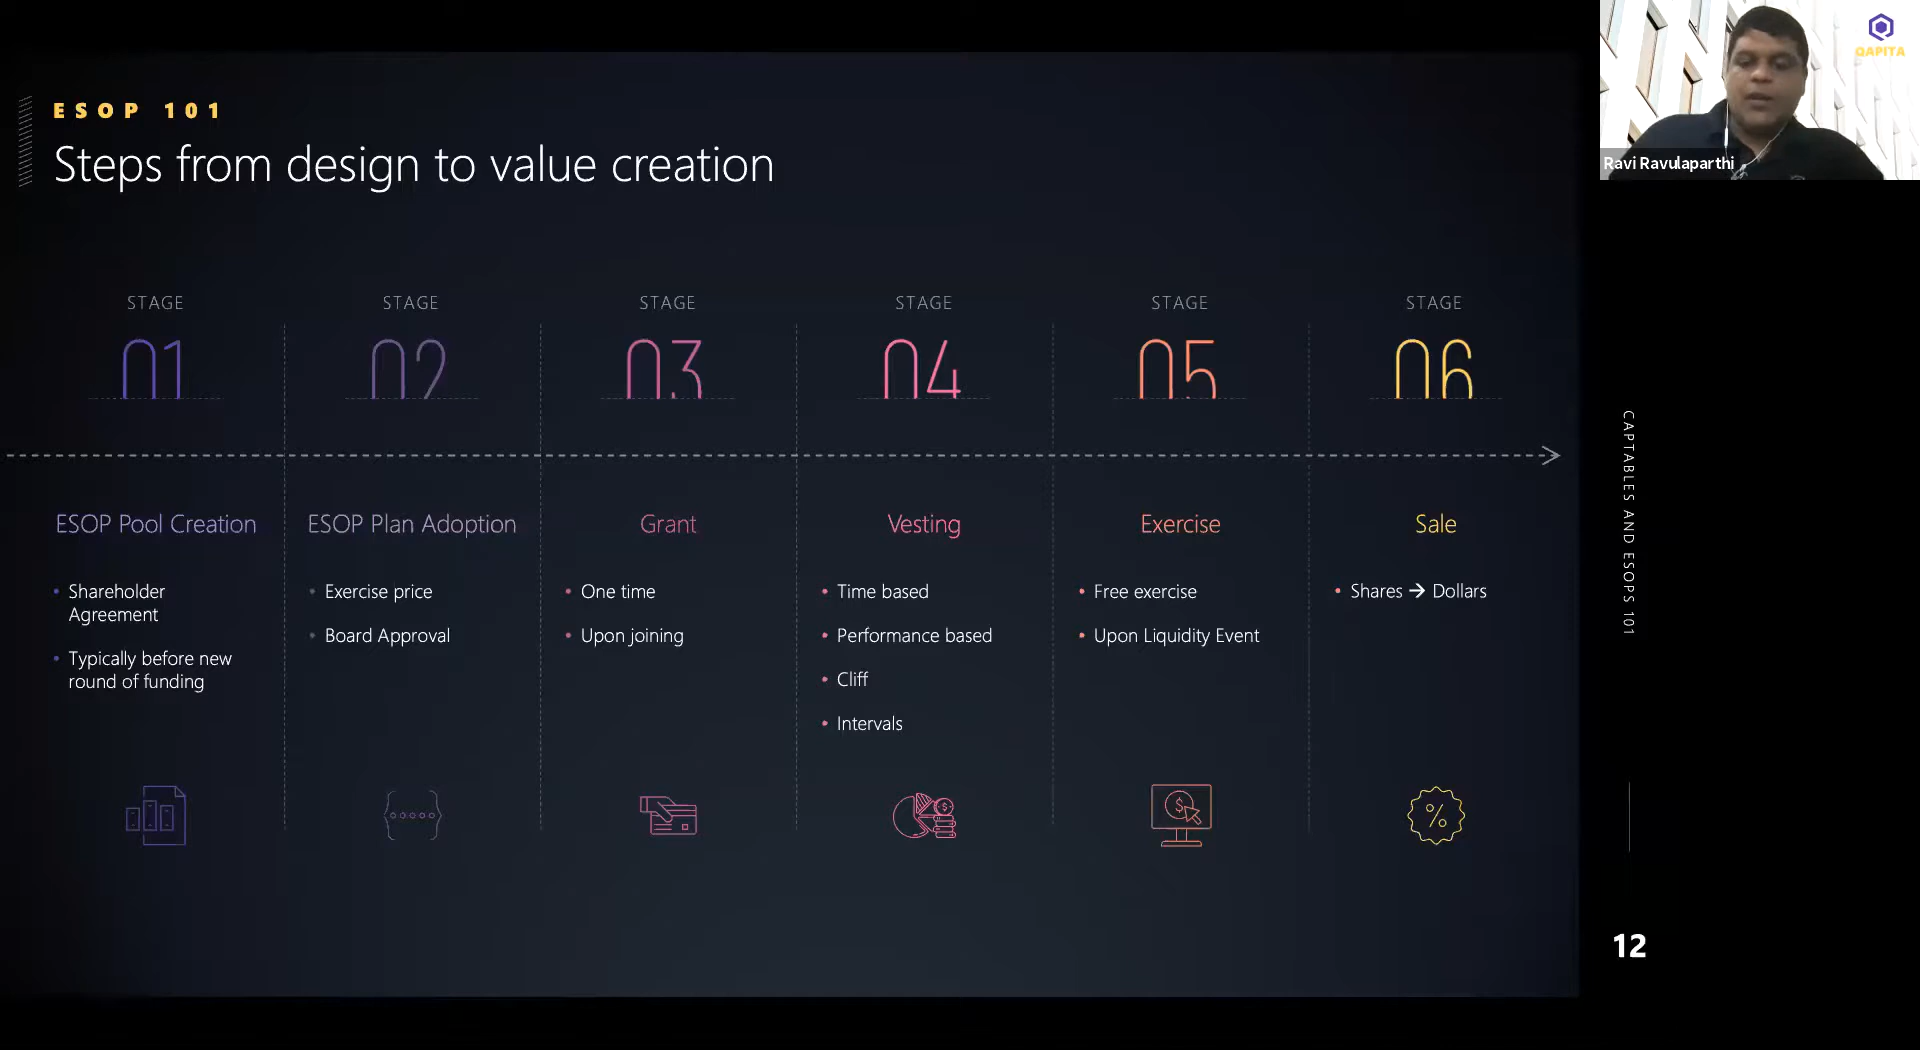 ESOP 101
Steps from design to value creation
STAGE
01
STAGE
02
STAGE
03
STAGE
04
STAGE
05
STAGE
06
ESOP Pool Creation
• Shareholder
Agreement
• Typically before new
round of funding
ESOP Plan Adoption
• Exercise price
• Board Approval
Grant
• One time
• Upon joining
Vesting
• Time based
• Performance based
• Cliff
• Intervals
Exercise
• Free exercise
• Upon Liquidity Event
Sale
• Shares → Dollars
QAPITA
Ravi Ravulaparthi
CAPTABLES AND ESOPS 101
12